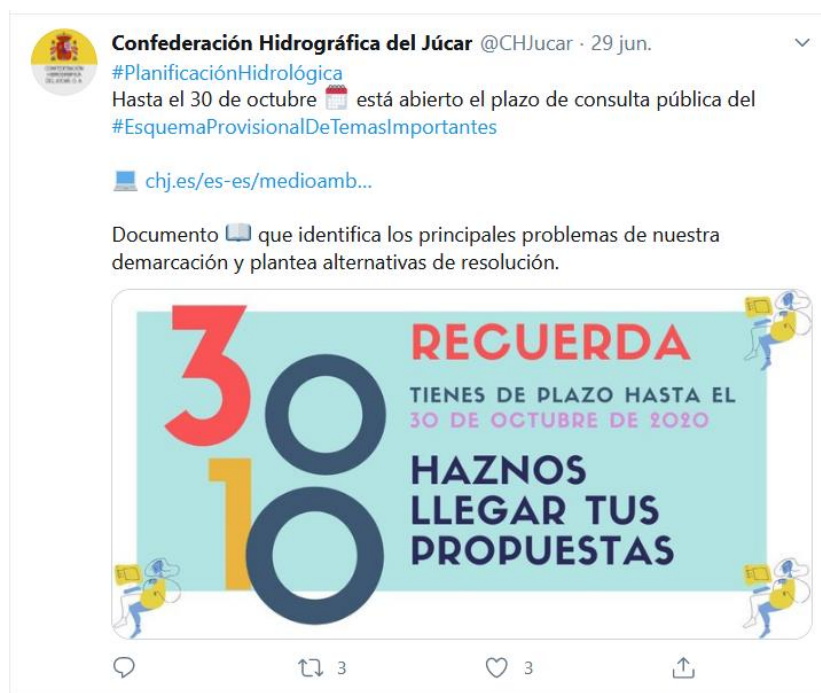 Confederación Hidrográfica del Júcar @CHJucar · 29 jun.
#PlanificaciónHidrológica
Hasta el 30 de octubre está abierto el plazo de consulta pública del
#EsquemaProvisionalDeTemasImportantes
chj.es/es-es/medioamb...
Documento que identifica los principales problemas de nuestra
demarcación y plantea alternativas de resolución.
30
10
RECUERDA
TIENES DE PLAZO HASTA EL
30 DE OCTUBRE DE 2020
HAZNOS
LLEGAR TUS
PROPUESTAS
3
3